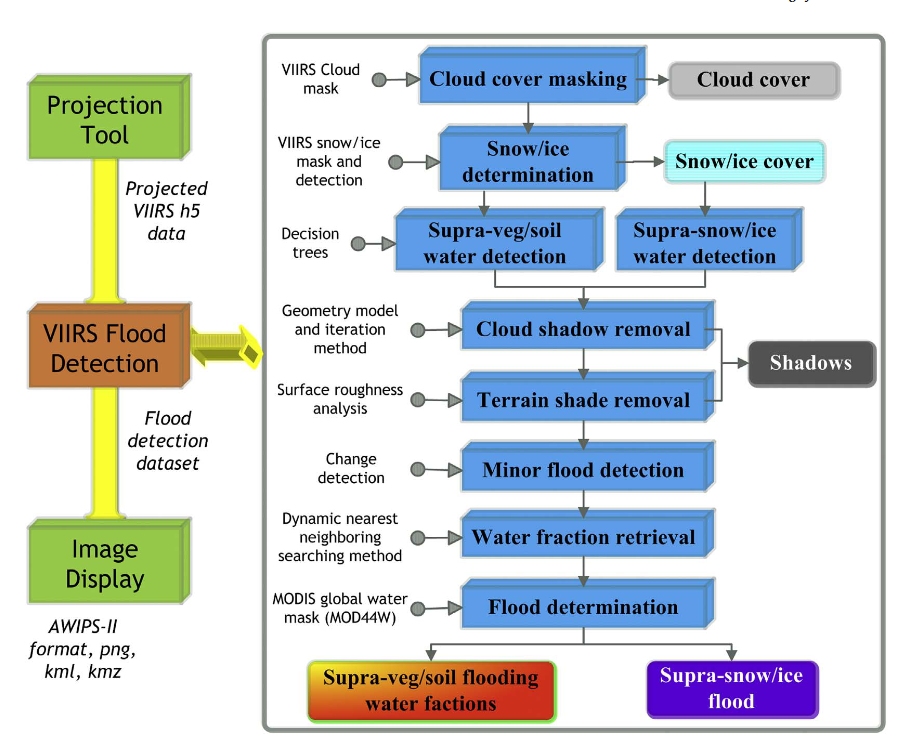 Projection
Tool
Projected
VIIRS h5
data
VIIRS Flood
Detection
Flood
detection
dataset
Image
Display
AWIPS-II
format, png,
kml, kmz
VIIRS Cloud
mask
Cloud cover masking
Cloud cover
VIIRS snow/ice
mask and
detection
Snow/ice
determination
Snow/ice cover
Decision
trees
Supra-veg/soil
water detection
Supra-snow/ice
water detection
Geometry model
and iteration
method
Cloud shadow removal
Shadows
Surface roughness
analysis
Terrain shade removal
Change
detection
Minor flood detection
Dynamic nearest
neighboring
searching method
Water fraction retrieval
MODIS global water
mask (MOD44W)
Flood determination
Supra-veg/soil flooding
water factions
Supra-snow/ice
flood